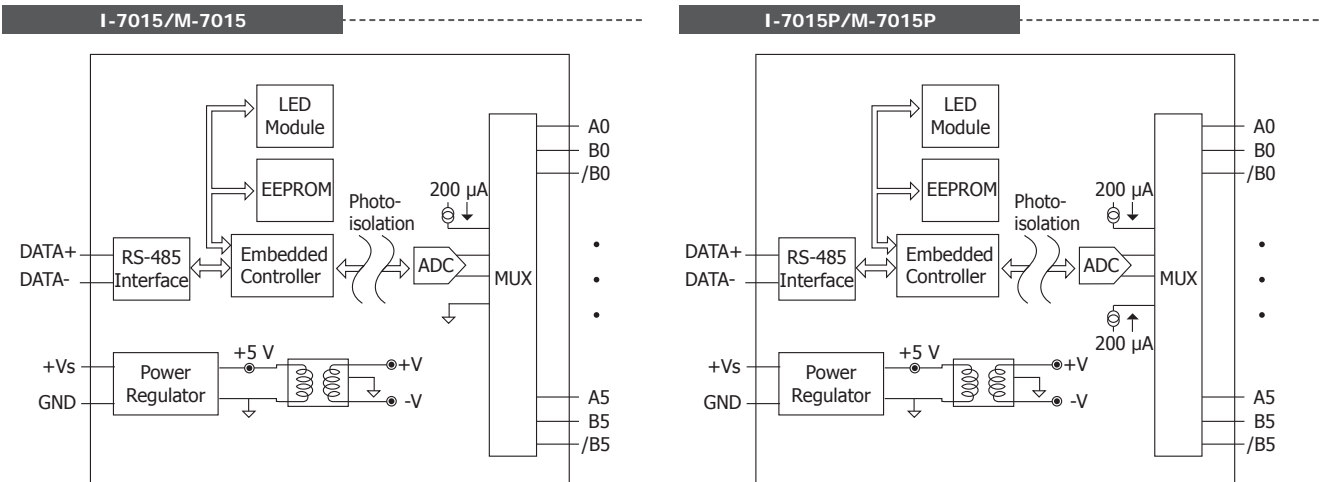 I-7015/M-7015
LED
Module
A0
B0
/B0
EEPROM
200 µA
Photo-
isolation
DATA+
DATA-
RS-485
Interface
Embedded
Controller
ADC
MUX
+Vs
GND
Power
Regulator
+5 V
+V
-V
A5
B5
/B5
I-7015P/M-7015P
LED
Module
A0
B0
/B0
EEPROM
200 µA
Photo-
isolation
DATA+
DATA-
RS-485
Interface
Embedded
Controller
ADC
MUX
200 µA
+Vs
GND
Power
Regulator
+5 V
+V
-V
A5
B5
/B5